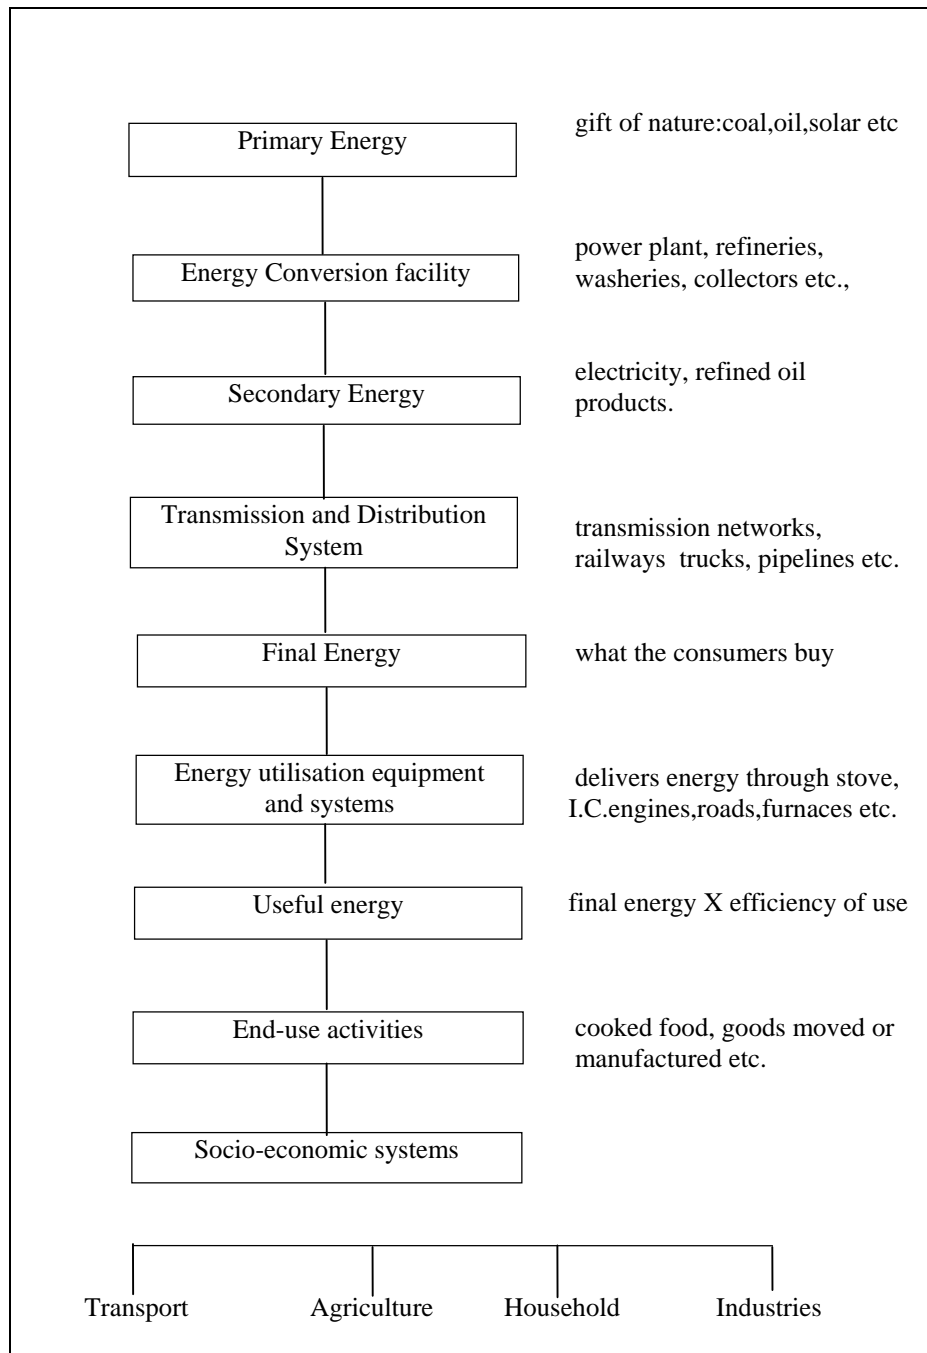 gift of nature:coal,oil,solar etc
Primary Energy
power plant, refineries,
Energy Conversion facility
washeries, collectors etc.,
electricity, refined oil
Secondary Energy
products.
Transmission and Distribution
System
transmission networks,
railways  trucks, pipelines etc.
Final Energy
what the consumers buy
Energy utilisation equipment
and systems
delivers energy through stove,
I.C.engines,roads,furnaces etc.
Useful energy
final energy X efficiency of use
End-use activities
cooked food, goods moved or
manufactured etc.
Socio-economic systems
Transport
Agriculture
Household
Industries